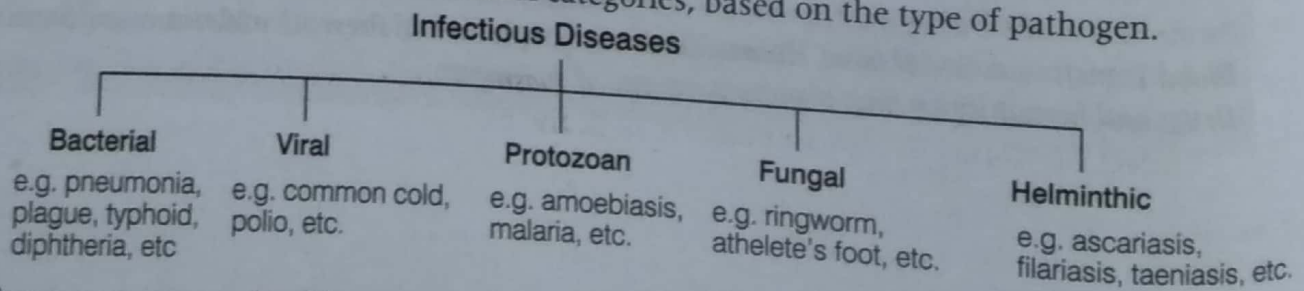 categories, based on the type of pathogen.
Infectious Diseases
Bacterial
e.g. pneumonia,
plague, typhoid,
diphtheria, etc
Viral
e.g. common cold,
polio, etc.
Protozoan
e.g. amoebiasis,
malaria, etc.
Fungal
e.g. ringworm,
athelete's foot, etc.
Helminthic
e.g. ascariasis,
filariasis, taeniasis, etc.